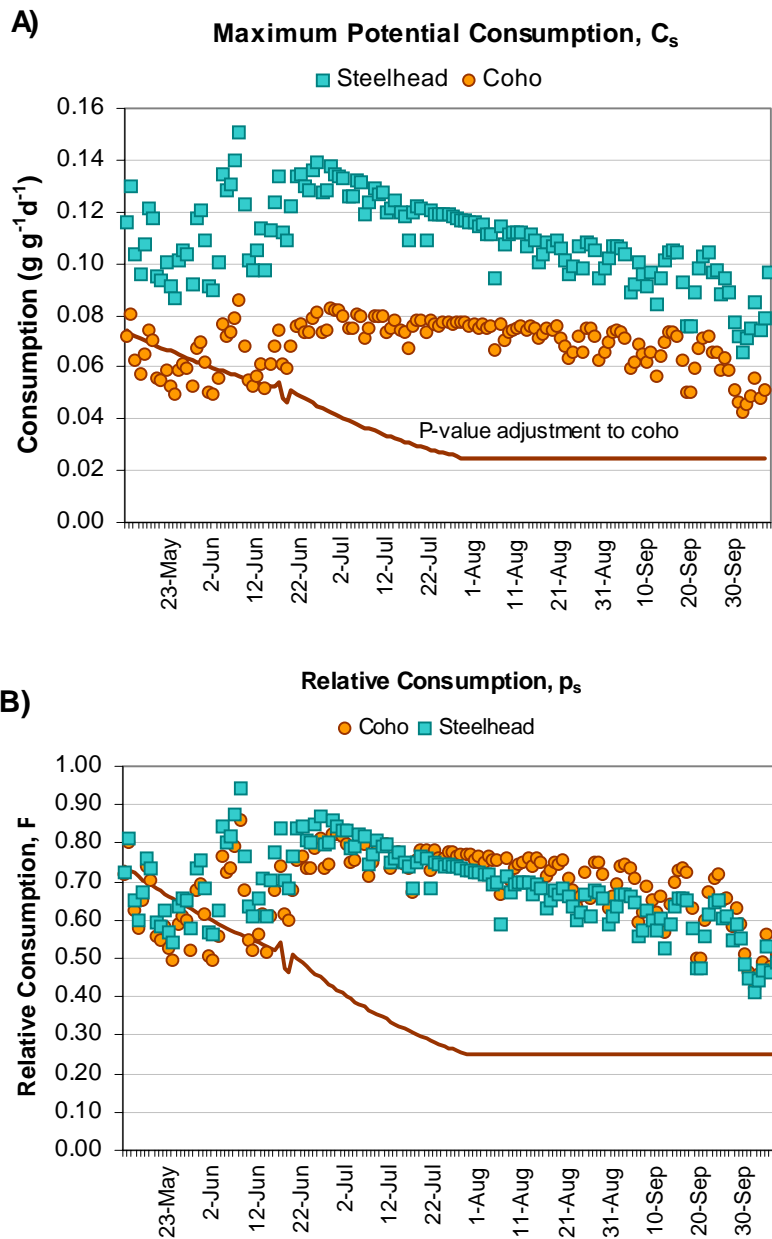 A)
Maximum Potential Consumption, Cs
Steelhead Coho
Consumption (g g-1d-1)
0.16
0.14
0.12
0.10
0.08
0.06
0.04
0.02
0.00
P-value adjustment to coho
23-May
2-Jun
12-Jun
22-Jun
2-Jul
12-Jul
22-Jul
1-Aug
11-Aug
21-Aug
31-Aug
10-Sep
20-Sep
30-Sep
B)
Relative Consumption, ps
Coho Steelhead
Relative Consumption, F
1.00
0.90
0.80
0.70
0.60
0.50
0.40
0.30
0.20
0.10
0.00
23-May
2-Jun
12-Jun
22-Jun
2-Jul
12-Jul
22-Jul
1-Aug
11-Aug
21-Aug
31-Aug
10-Sep
20-Sep
30-Sep